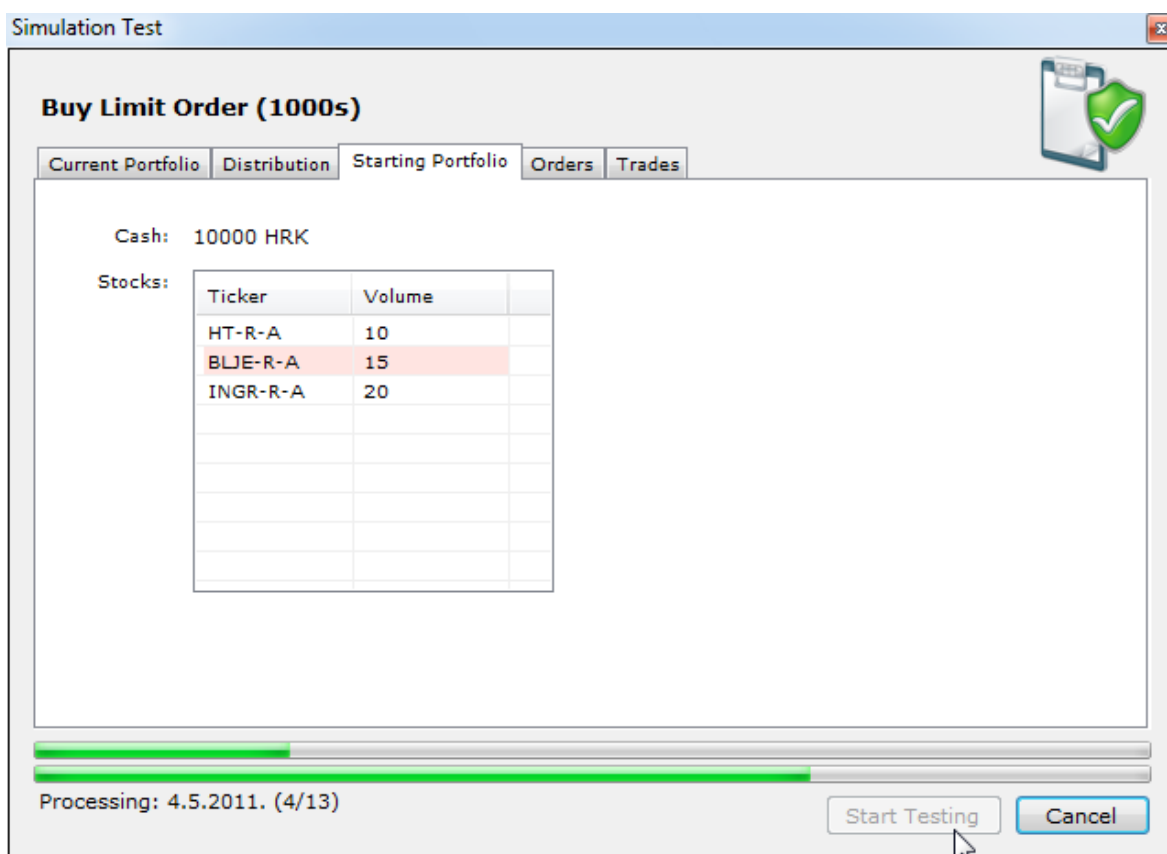 Simulation Test
Buy Limit Order (1000s)
Current Portfolio Distribution Starting Portfolio Orders Trades
Cash: 10000 HRK
Stocks:
Ticker Volume
HT-R-A 10
BLJE-R-A 15
INGR-R-A 20
Processing: 4.5.2011. (4/13)
Start Testing Cancel